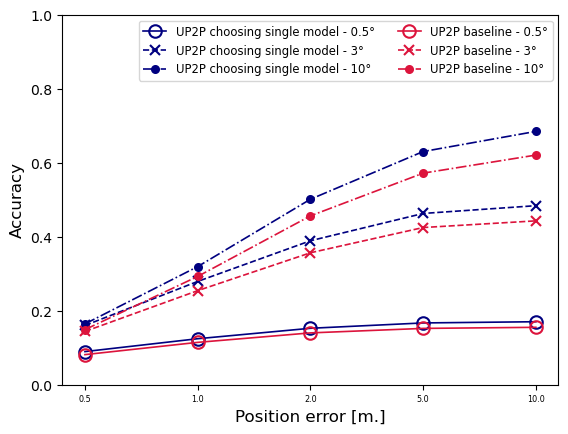 UP2P choosing single model - 0.5°
UP2P choosing single model - 3°
UP2P choosing single model - 10°
UP2P baseline - 0.5°
UP2P baseline - 3°
UP2P baseline - 10°
1.0
0.8
0.6
0.4
0.2
0.0
Accuracy
0.5 1.0 2.0 5.0 10.0
Position error [m.]